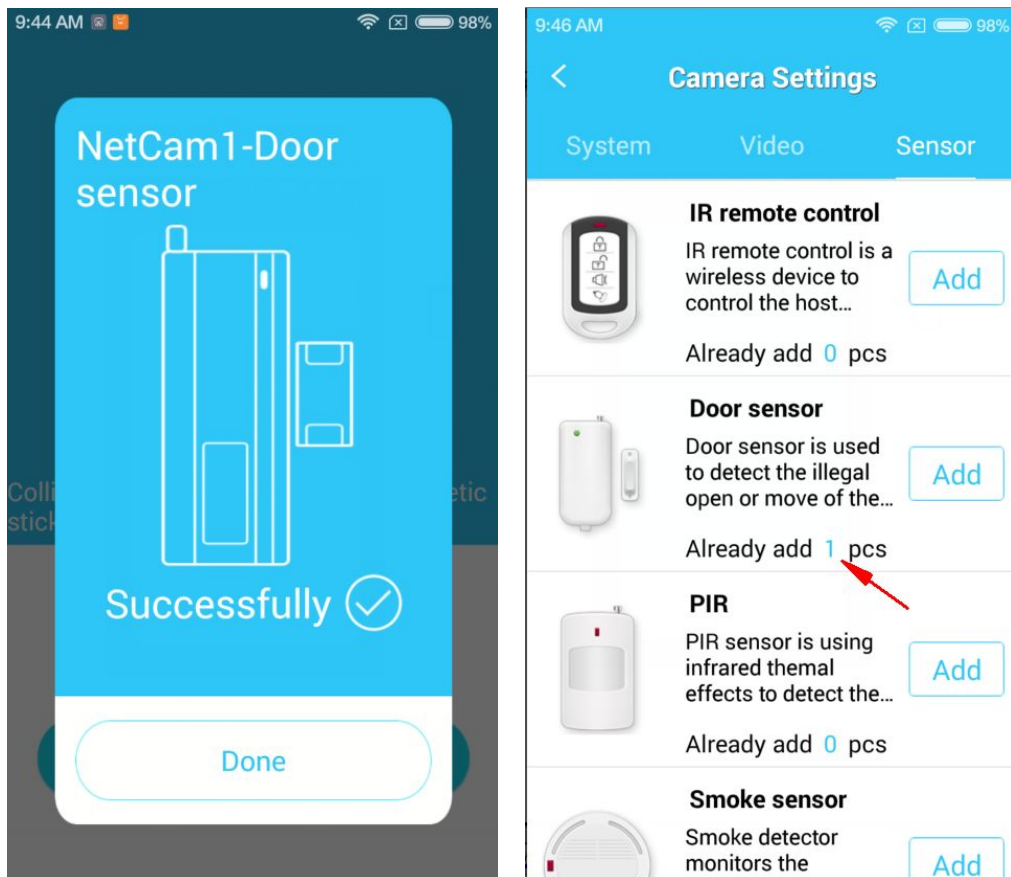 9:44 AM
98%
NetCam1-Door
sensor
Colli
etic
stick
Successfully
Done
9:46 AM
98%
Camera Settings
System Video Sensor
IR remote control
IR remote control is a
wireless device to
control the host...
Add
Already add 0 pcs
Door sensor
Door sensor is used
to detect the illegal
open or move of the...
Add
Already add 1 pcs
PIR
PIR sensor is using
infrared themal
effects to detect the...
Add
Already add 0 pcs
Smoke sensor
Smoke detector
monitors the
Add